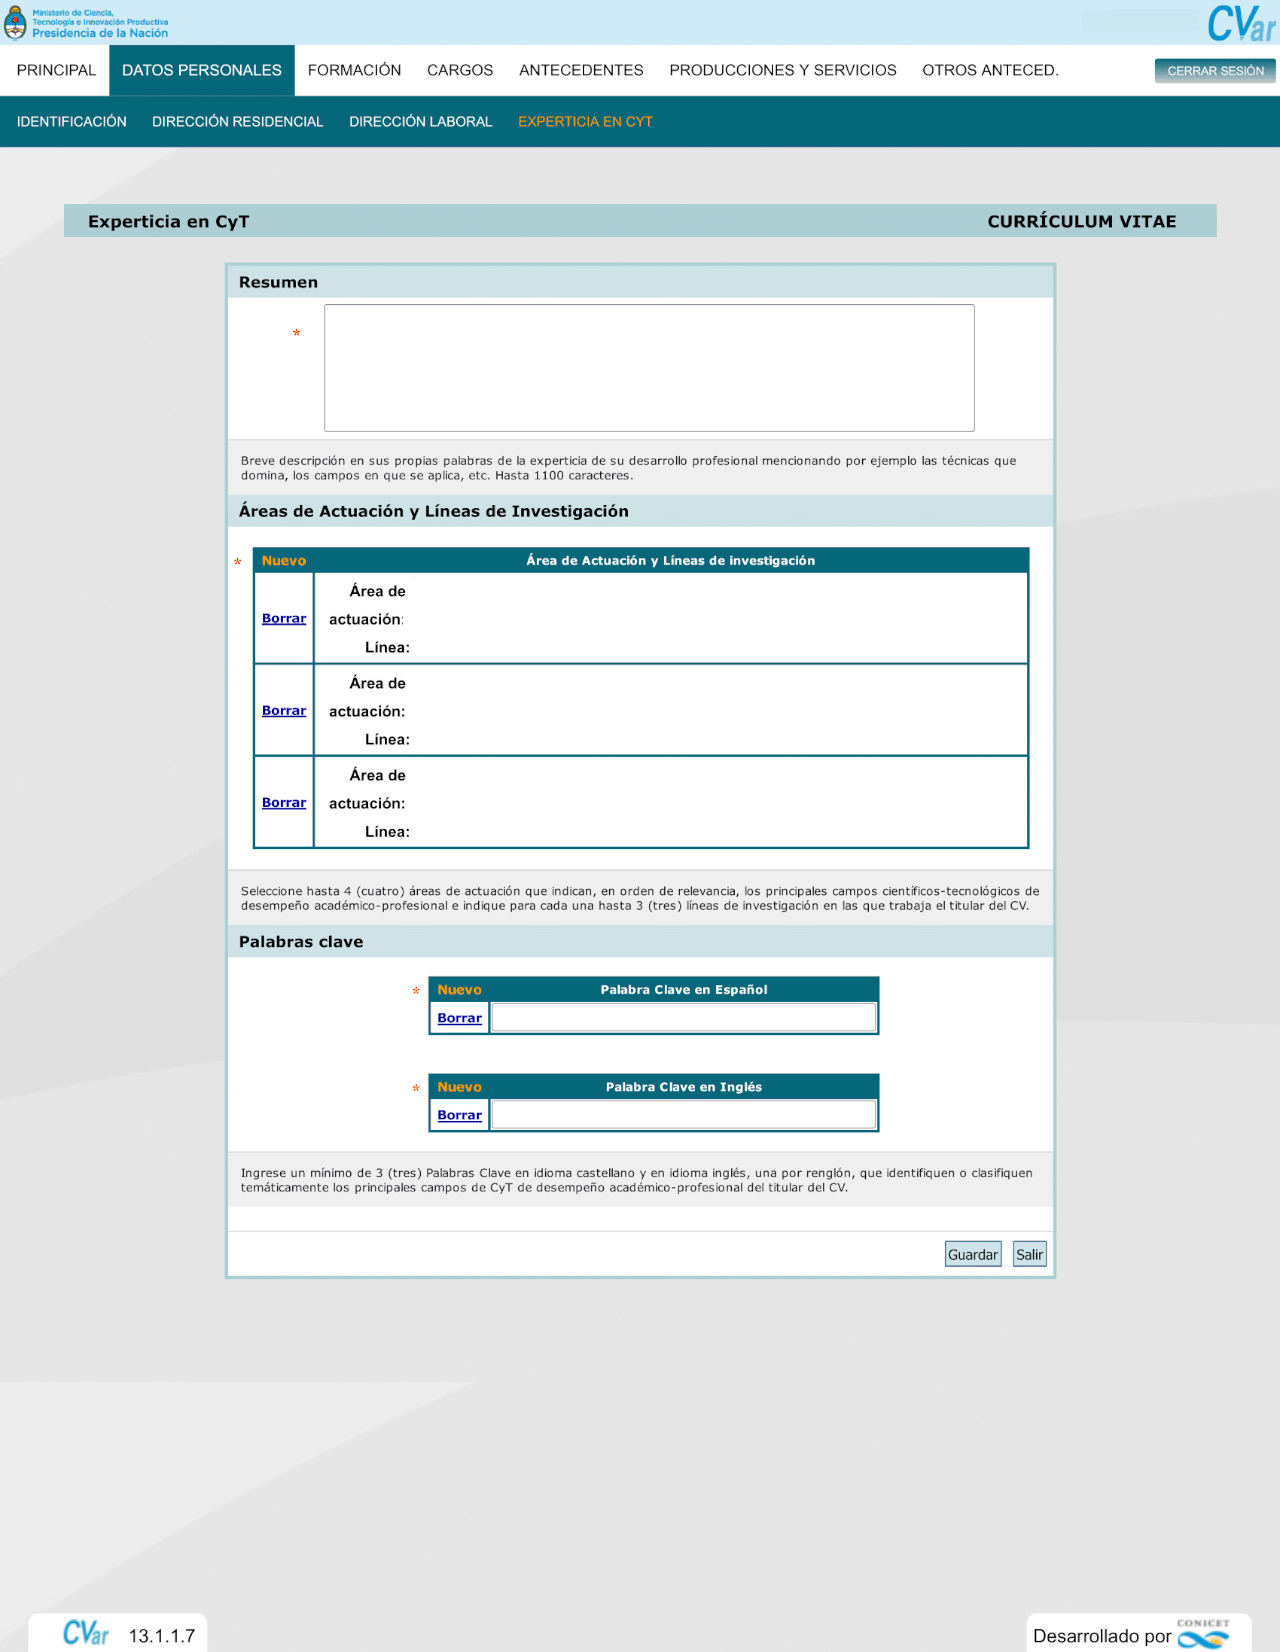 Ministerio de Ciencia,
Tecnología e Innovación Productiva
Presidencia de la Nación
CVar
PRINCIPAL DATOS PERSONALES FORMACIÓN CARGOS ANTECEDENTES PRODUCCIONES Y SERVICIOS OTROS ANTECED. CERRAR SESIÓN
IDENTIFICACIÓN DIRECCIÓN RESIDENCIAL DIRECCIÓN LABORAL EXPERTICIA EN CYT
Experticia en CyT CURRÍCULUM VITAE
Resumen
*
Breve descripción en sus propias palabras de la experticia de su desarrollo profesional mencionando por ejemplo las técnicas que
domina, los campos en que se aplica, etc. Hasta 1100 caracteres.
Áreas de Actuación y Líneas de Investigación
* Nuevo Área de Actuación y Líneas de investigación
Área de
Borrar actuación:
Línea:
Área de
Borrar actuación:
Línea:
Área de
Borrar actuación:
Línea:
Seleccione hasta 4 (cuatro) áreas de actuación que indican, en orden de relevancia, los principales campos científicos-tecnológicos de
desempeño académico-profesional e indique para cada una hasta 3 (tres) líneas de investigación en las que trabaja el titular del CV.
Palabras clave
* Nuevo Palabra Clave en Español
Borrar
* Nuevo Palabra Clave en Inglés
Borrar
Ingrese un mínimo de 3 (tres) Palabras Clave en idioma castellano y en idioma inglés, una por renglón, que identifiquen o clasifiquen
temáticamente los principales campos de CyT de desempeño académico-profesional del titular del CV.
Guardar Salir
CVar 13.1.1.7
Desarrollado por CONICET